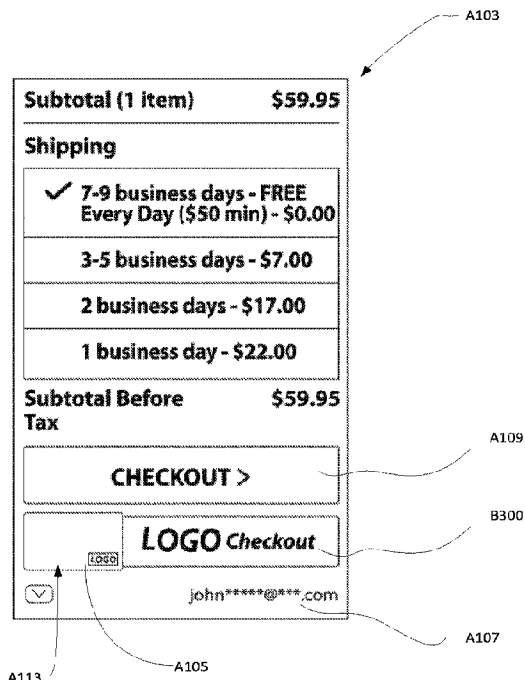 A103
Subtotal (1 item) $59.95
Shipping
7-9 business days - FREE
Every Day ($50 min) - $0.00
3-5 business days - $7.00
2 business days - $17.00
1 business day - $22.00
Subtotal Before $59.95
Tax
A109
CHECKOUT >
B300
LOGO Checkout
LOGO
john*****@***.com
A107
A105
A113